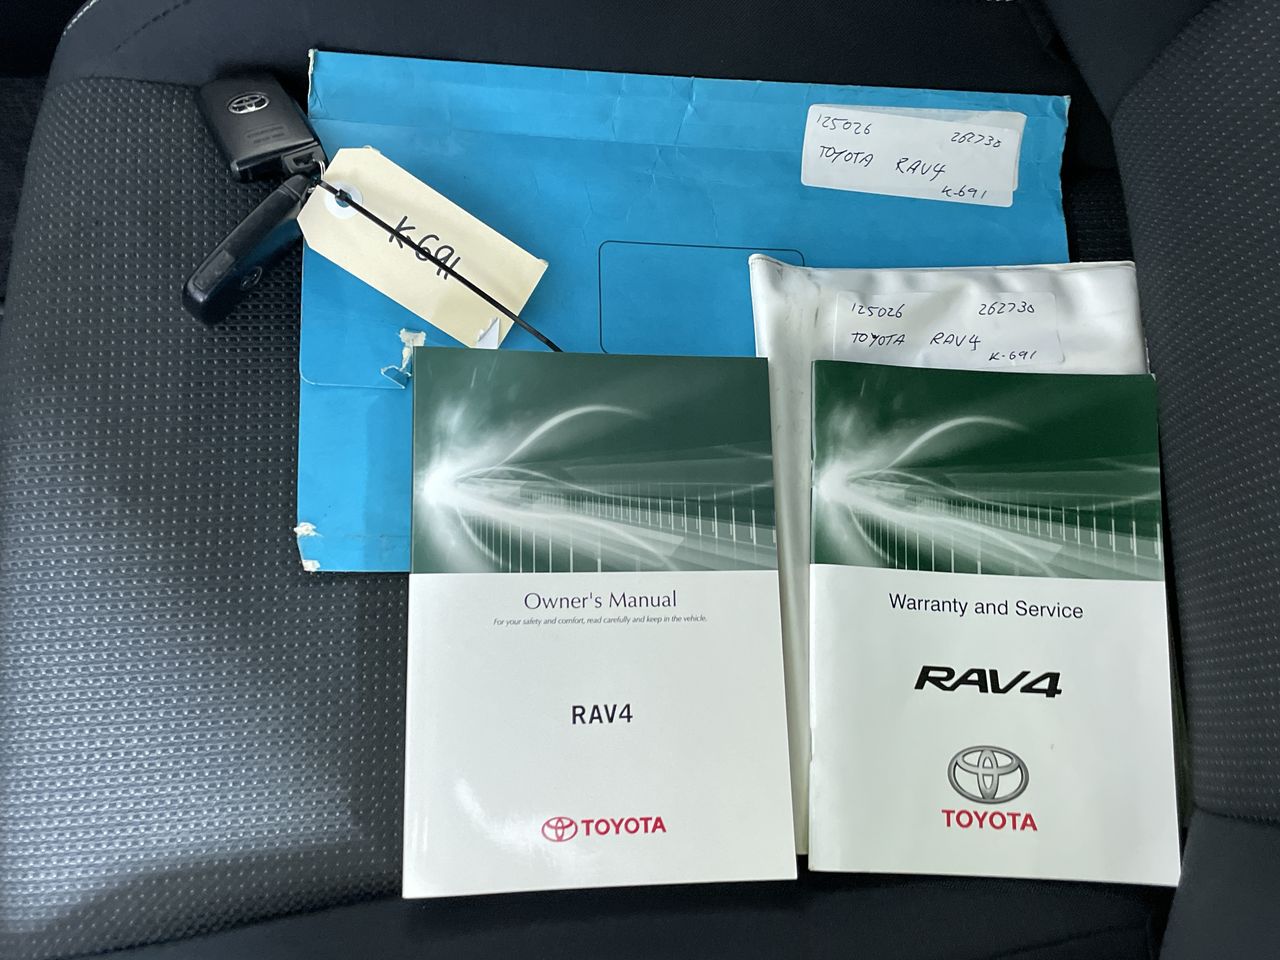 125026 262730
TOYOTA RAV4
K-691
K-691
125026 262730
TOYOTA RAV4
K-691
Owner's Manual
For your safety and comfort, read carefully and keep in the vehicle.
RAV4
TOYOTA
Warranty and Service
RAV4
TOYOTA